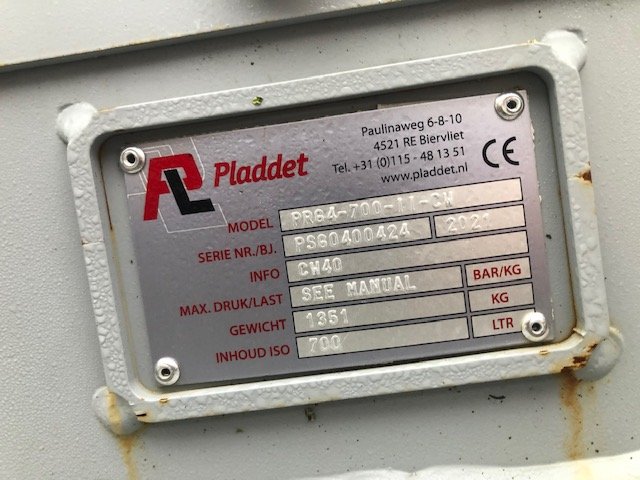 PL Pladdet
Paulinaweg 6-8-10
4521 RE Biervliet
Tel. +31 (0)115 - 48 13 51
www.pladdet.nl
CE
MODEL PRG4-700-II-CW
SERIE NR./BJ. PSG0400424 2021
INFO CW40
MAX. DRUK/LAST SEE MANUAL BAR/KG
GEWICHT 1351 KG
INHOUD ISO 700 LTR